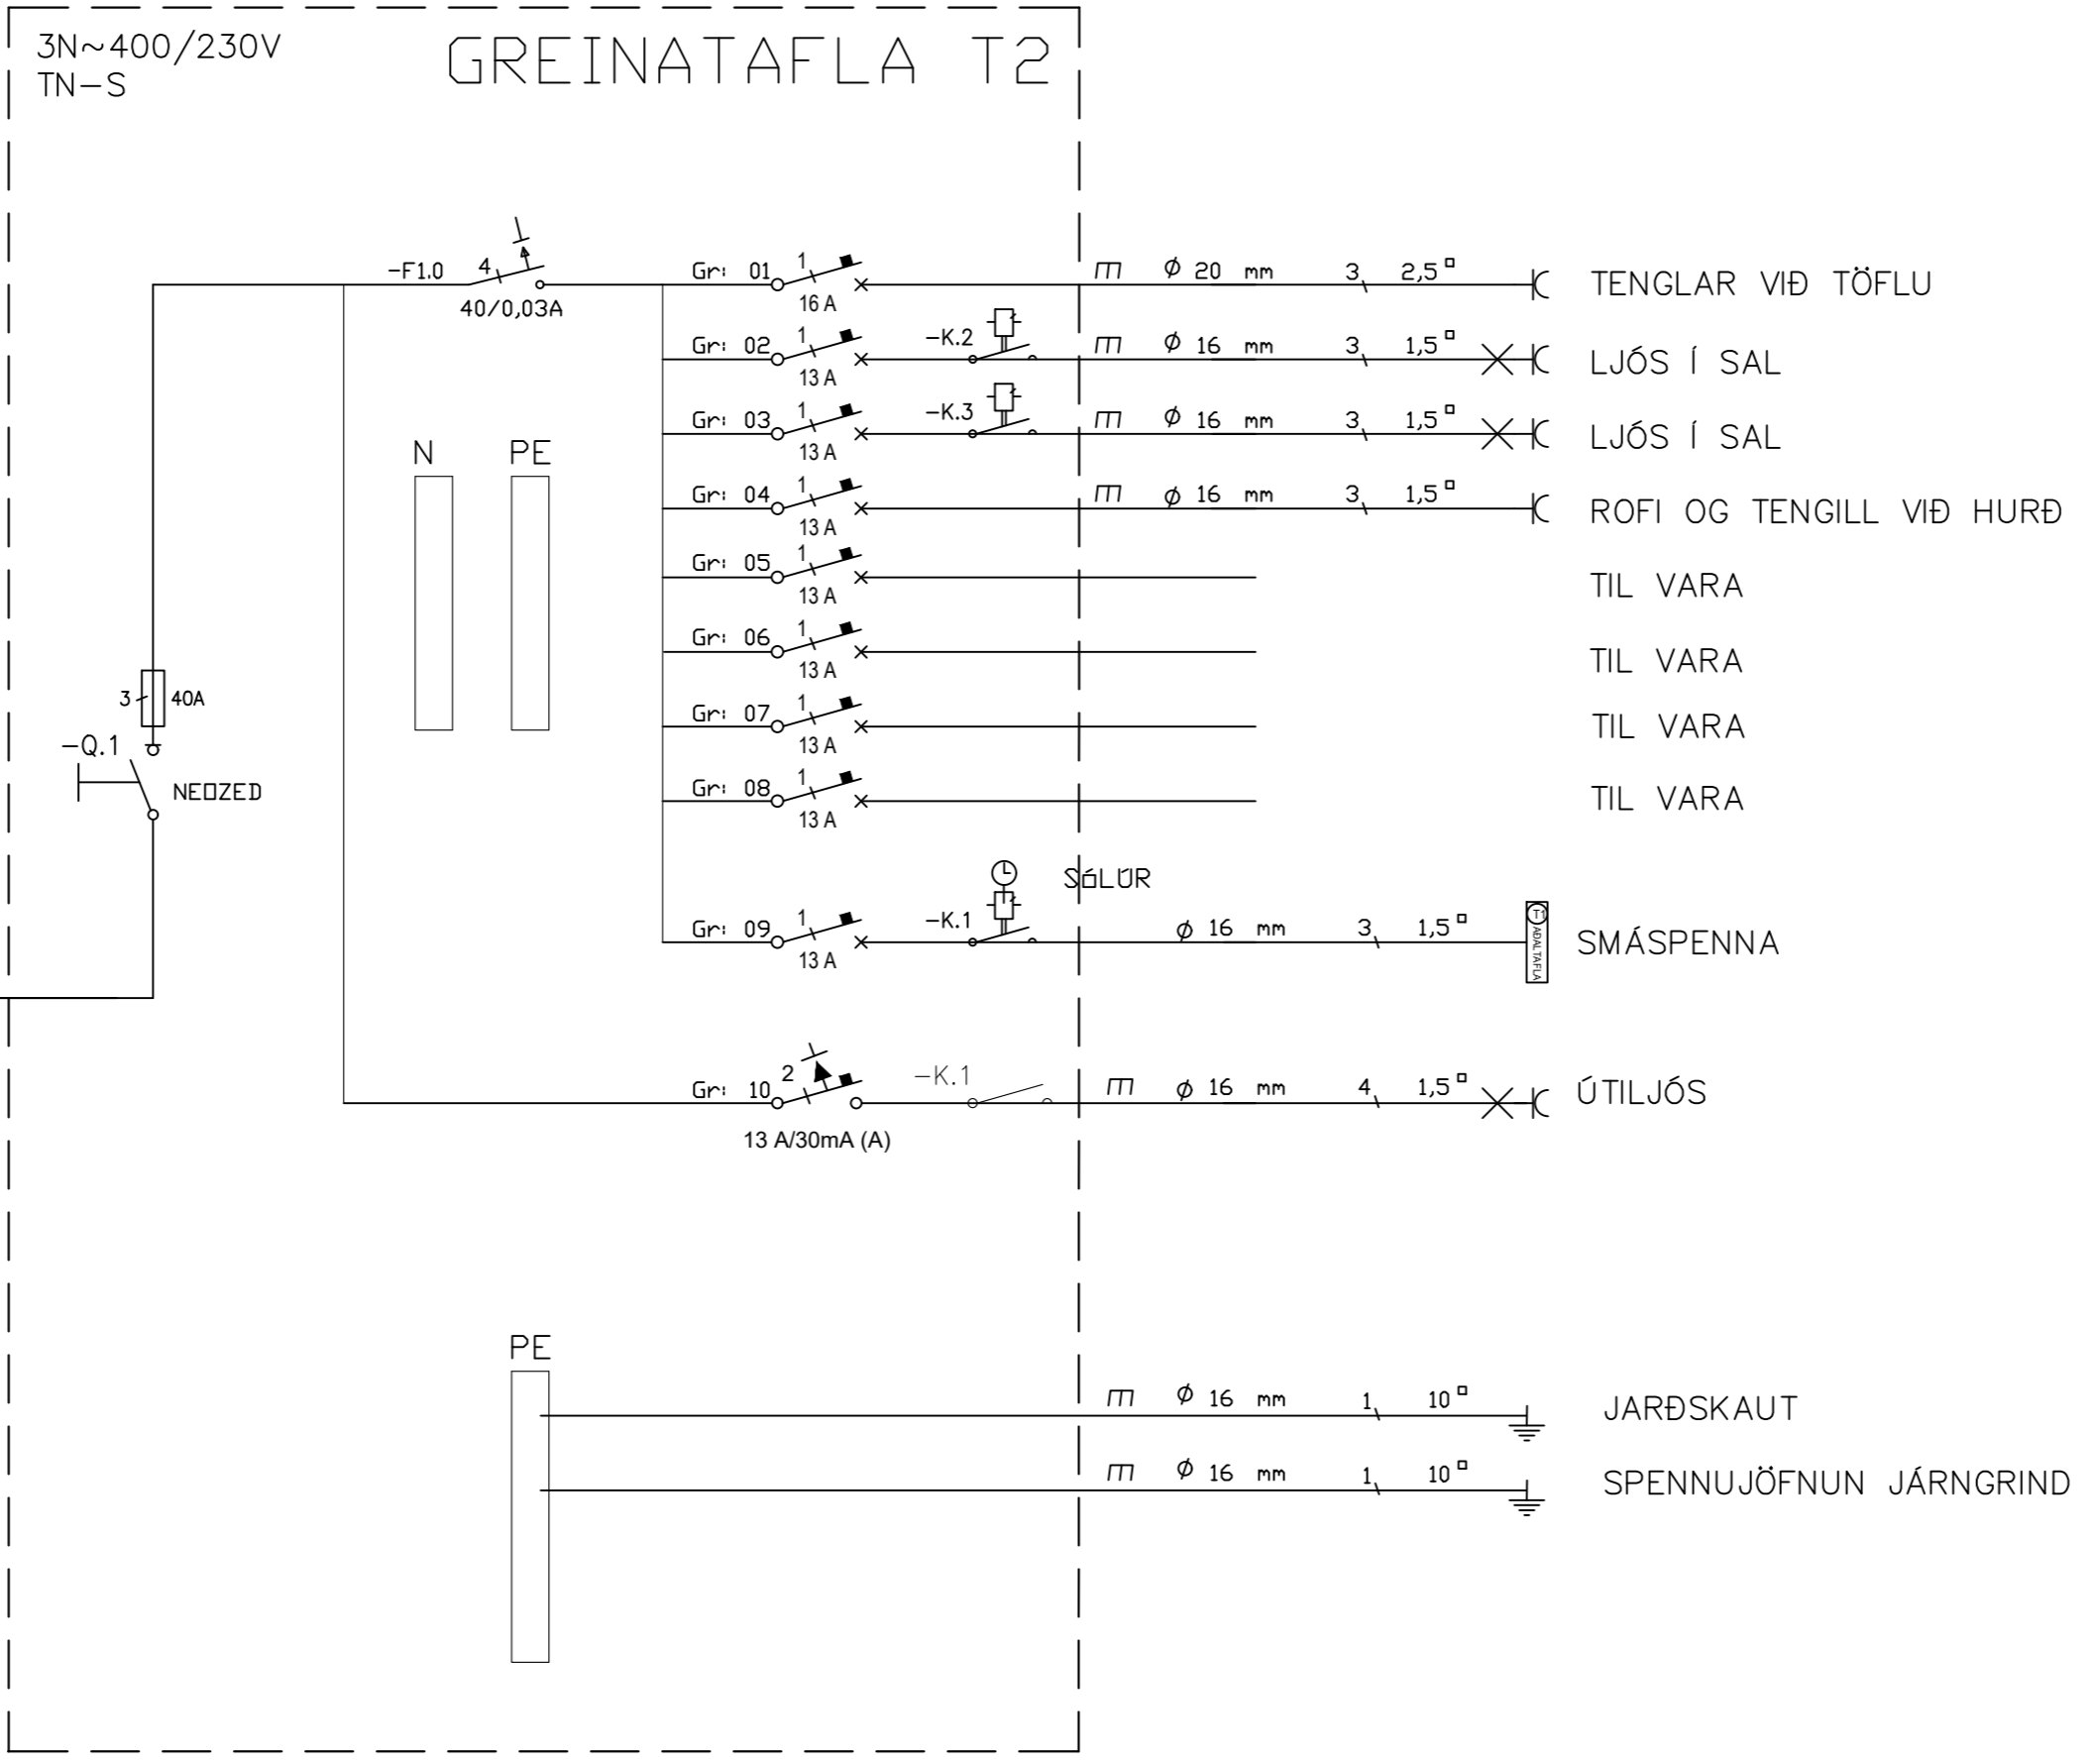 3N~400/230V
TN-S
GREINATAFLA T2
-F1.0 4
40/0,03A
Gr: 01 1 ⌀ 20 mm 3 2,5□ TENGLAR VIÐ TÖFLU
16 A
Gr: 02 1 -K.2 ⌀ 16 mm 3 1,5□ LJÓS Í SAL
13 A
Gr: 03 1 -K.3 ⌀ 16 mm 3 1,5□ LJÓS Í SAL
13 A
N PE
Gr: 04 1 ⌀ 16 mm 3 1,5□ ROFI OG TENGILL VIÐ HURÐ
13 A
Gr: 05 1 TIL VARA
13 A
Gr: 06 1 TIL VARA
13 A
3 40A
Gr: 07 1 TIL VARA
13 A
-Q.1
NEOZED
Gr: 08 1 TIL VARA
13 A
SÓLÚR
Gr: 09 1 -K.1 ⌀ 16 mm 3 1,5□ T1 AÐALTAFLA SMÁSPENNA
13 A
Gr: 10 2 -K.1 ⌀ 16 mm 4 1,5□ ÚTILJÓS
13 A/30mA (A)
PE
⌀ 16 mm 1 10□ JARÐSKAUT
⌀ 16 mm 1 10□ SPENNUJÖFNUN JÁRNGRIND